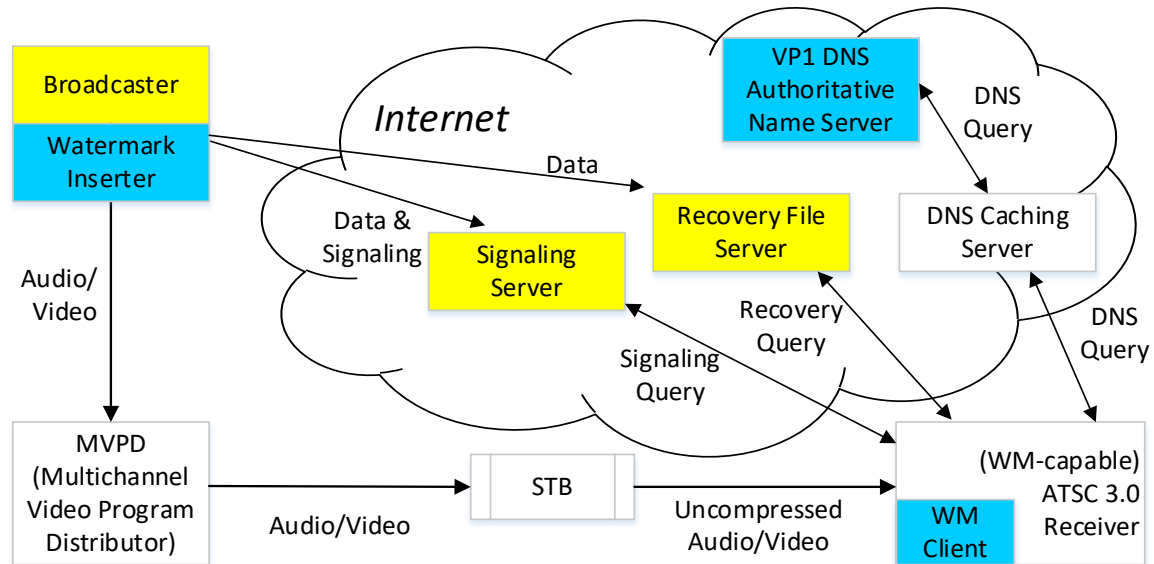 Broadcaster
Watermark
Inserter
Internet
VP1 DNS
Authoritative
Name Server
DNS
Query
Data
Data &
Signaling
Signaling
Server
Recovery File
Server
DNS Caching
Server
Audio/
Video
Signaling
Query
Recovery
Query
DNS
Query
MVPD
(Multichannel
Video Program
Distributor)
Audio/Video
STB
Uncompressed
Audio/Video
(WM-capable)
ATSC 3.0
Receiver
WM
Client